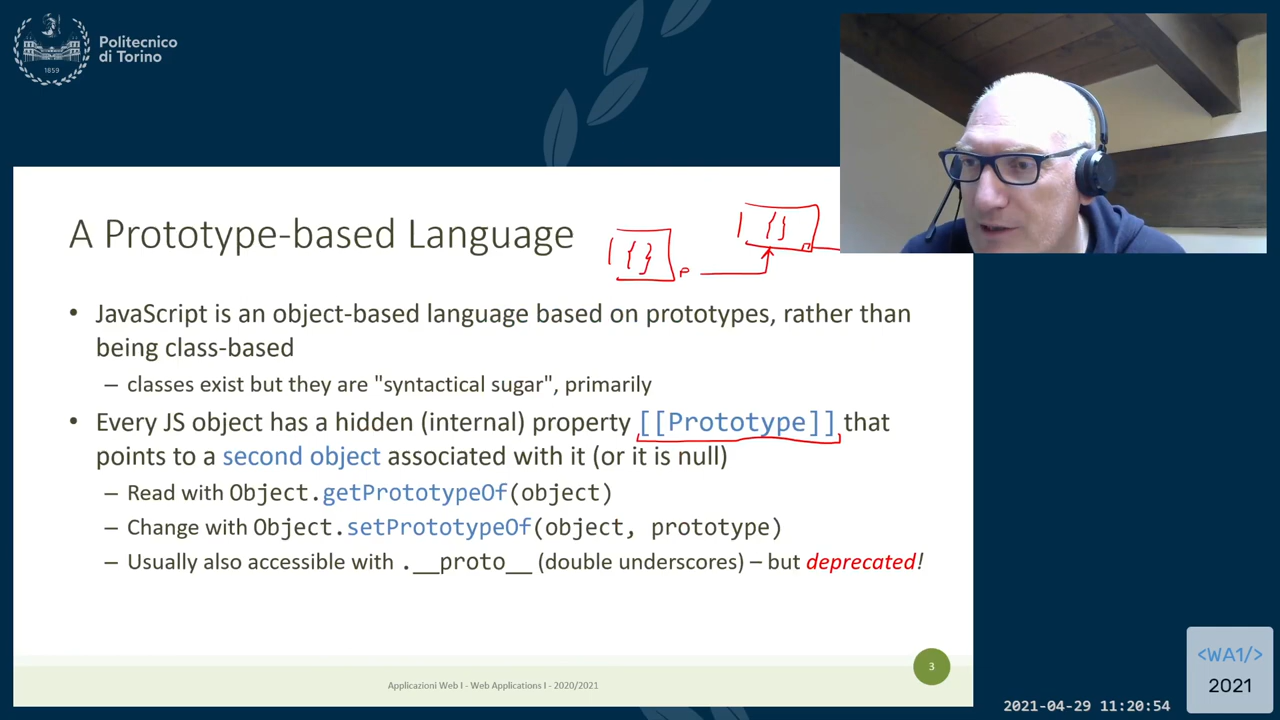 Politecnico
di Torino
1859
A Prototype-based Language
{}
P
{}
• JavaScript is an object-based language based on prototypes, rather than
being class-based
– classes exist but they are "syntactical sugar", primarily
• Every JS object has a hidden (internal) property [[Prototype]] that
points to a second object associated with it (or it is null)
– Read with Object.getPrototypeOf(object)
– Change with Object.setPrototypeOf(object, prototype)
– Usually also accessible with .__proto__ (double underscores) – but deprecated!
3
Applicazioni Web I - Web Applications I - 2020/2021
<WA1/>
2021
2021-04-29 11:20:54